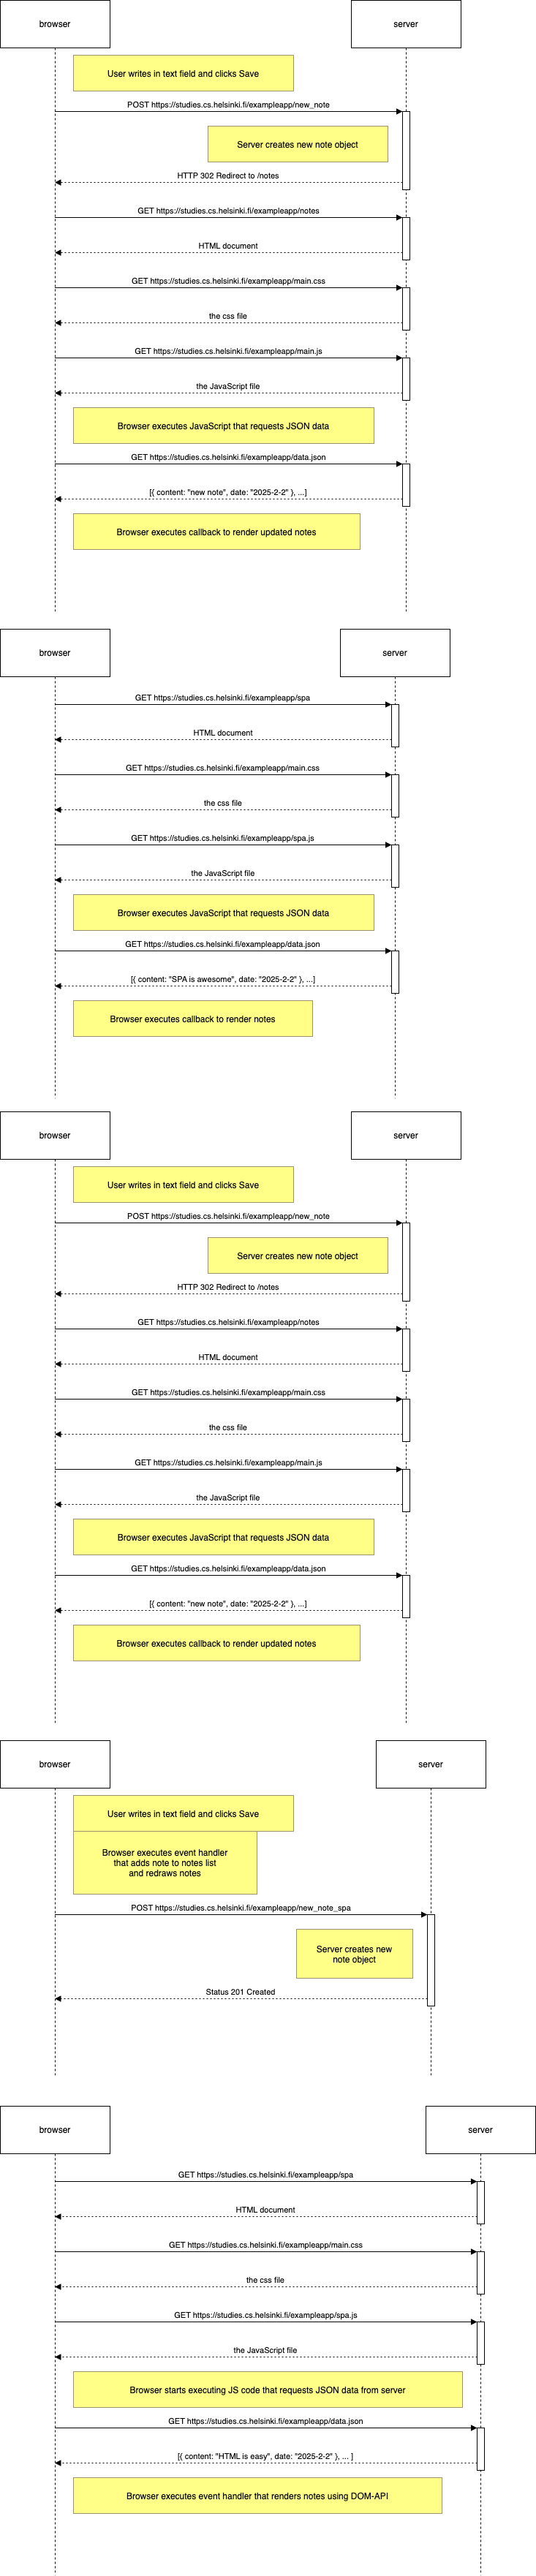 browser
server
User writes in text field and clicks Save
POST https://studies.cs.helsinki.fi/exampleapp/new_note
Server creates new note object
HTTP 302 Redirect to /notes
GET https://studies.cs.helsinki.fi/exampleapp/notes
HTML document
GET https://studies.cs.helsinki.fi/exampleapp/main.css
the css file
GET https://studies.cs.helsinki.fi/exampleapp/main.js
the JavaScript file
Browser executes JavaScript that requests JSON data
GET https://studies.cs.helsinki.fi/exampleapp/data.json
[{ content: "new note", date: "2025-2-2" }, ...]
Browser executes callback to render updated notes
browser
server
GET https://studies.cs.helsinki.fi/exampleapp/spa
HTML document
GET https://studies.cs.helsinki.fi/exampleapp/main.css
the css file
GET https://studies.cs.helsinki.fi/exampleapp/spa.js
the JavaScript file
Browser executes JavaScript that requests JSON data
GET https://studies.cs.helsinki.fi/exampleapp/data.json
[{ content: "SPA is awesome", date: "2025-2-2" }, ...]
Browser executes callback to render notes
browser
server
User writes in text field and clicks Save
POST https://studies.cs.helsinki.fi/exampleapp/new_note
Server creates new note object
HTTP 302 Redirect to /notes
GET https://studies.cs.helsinki.fi/exampleapp/notes
HTML document
GET https://studies.cs.helsinki.fi/exampleapp/main.css
the css file
GET https://studies.cs.helsinki.fi/exampleapp/main.js
the JavaScript file
Browser executes JavaScript that requests JSON data
GET https://studies.cs.helsinki.fi/exampleapp/data.json
[{ content: "new note", date: "2025-2-2" }, ...]
Browser executes callback to render updated notes
browser
server
User writes in text field and clicks Save
Browser executes event handler
that adds note to notes list
and redraws notes
POST https://studies.cs.helsinki.fi/exampleapp/new_note_spa
Server creates new
note object
Status 201 Created
browser
server
GET https://studies.cs.helsinki.fi/exampleapp/spa
HTML document
GET https://studies.cs.helsinki.fi/exampleapp/main.css
the css file
GET https://studies.cs.helsinki.fi/exampleapp/spa.js
the JavaScript file
Browser starts executing JS code that requests JSON data from server
GET https://studies.cs.helsinki.fi/exampleapp/data.json
[{ content: "HTML is easy", date: "2025-2-2" }, ... ]
Browser executes event handler that renders notes using DOM-API